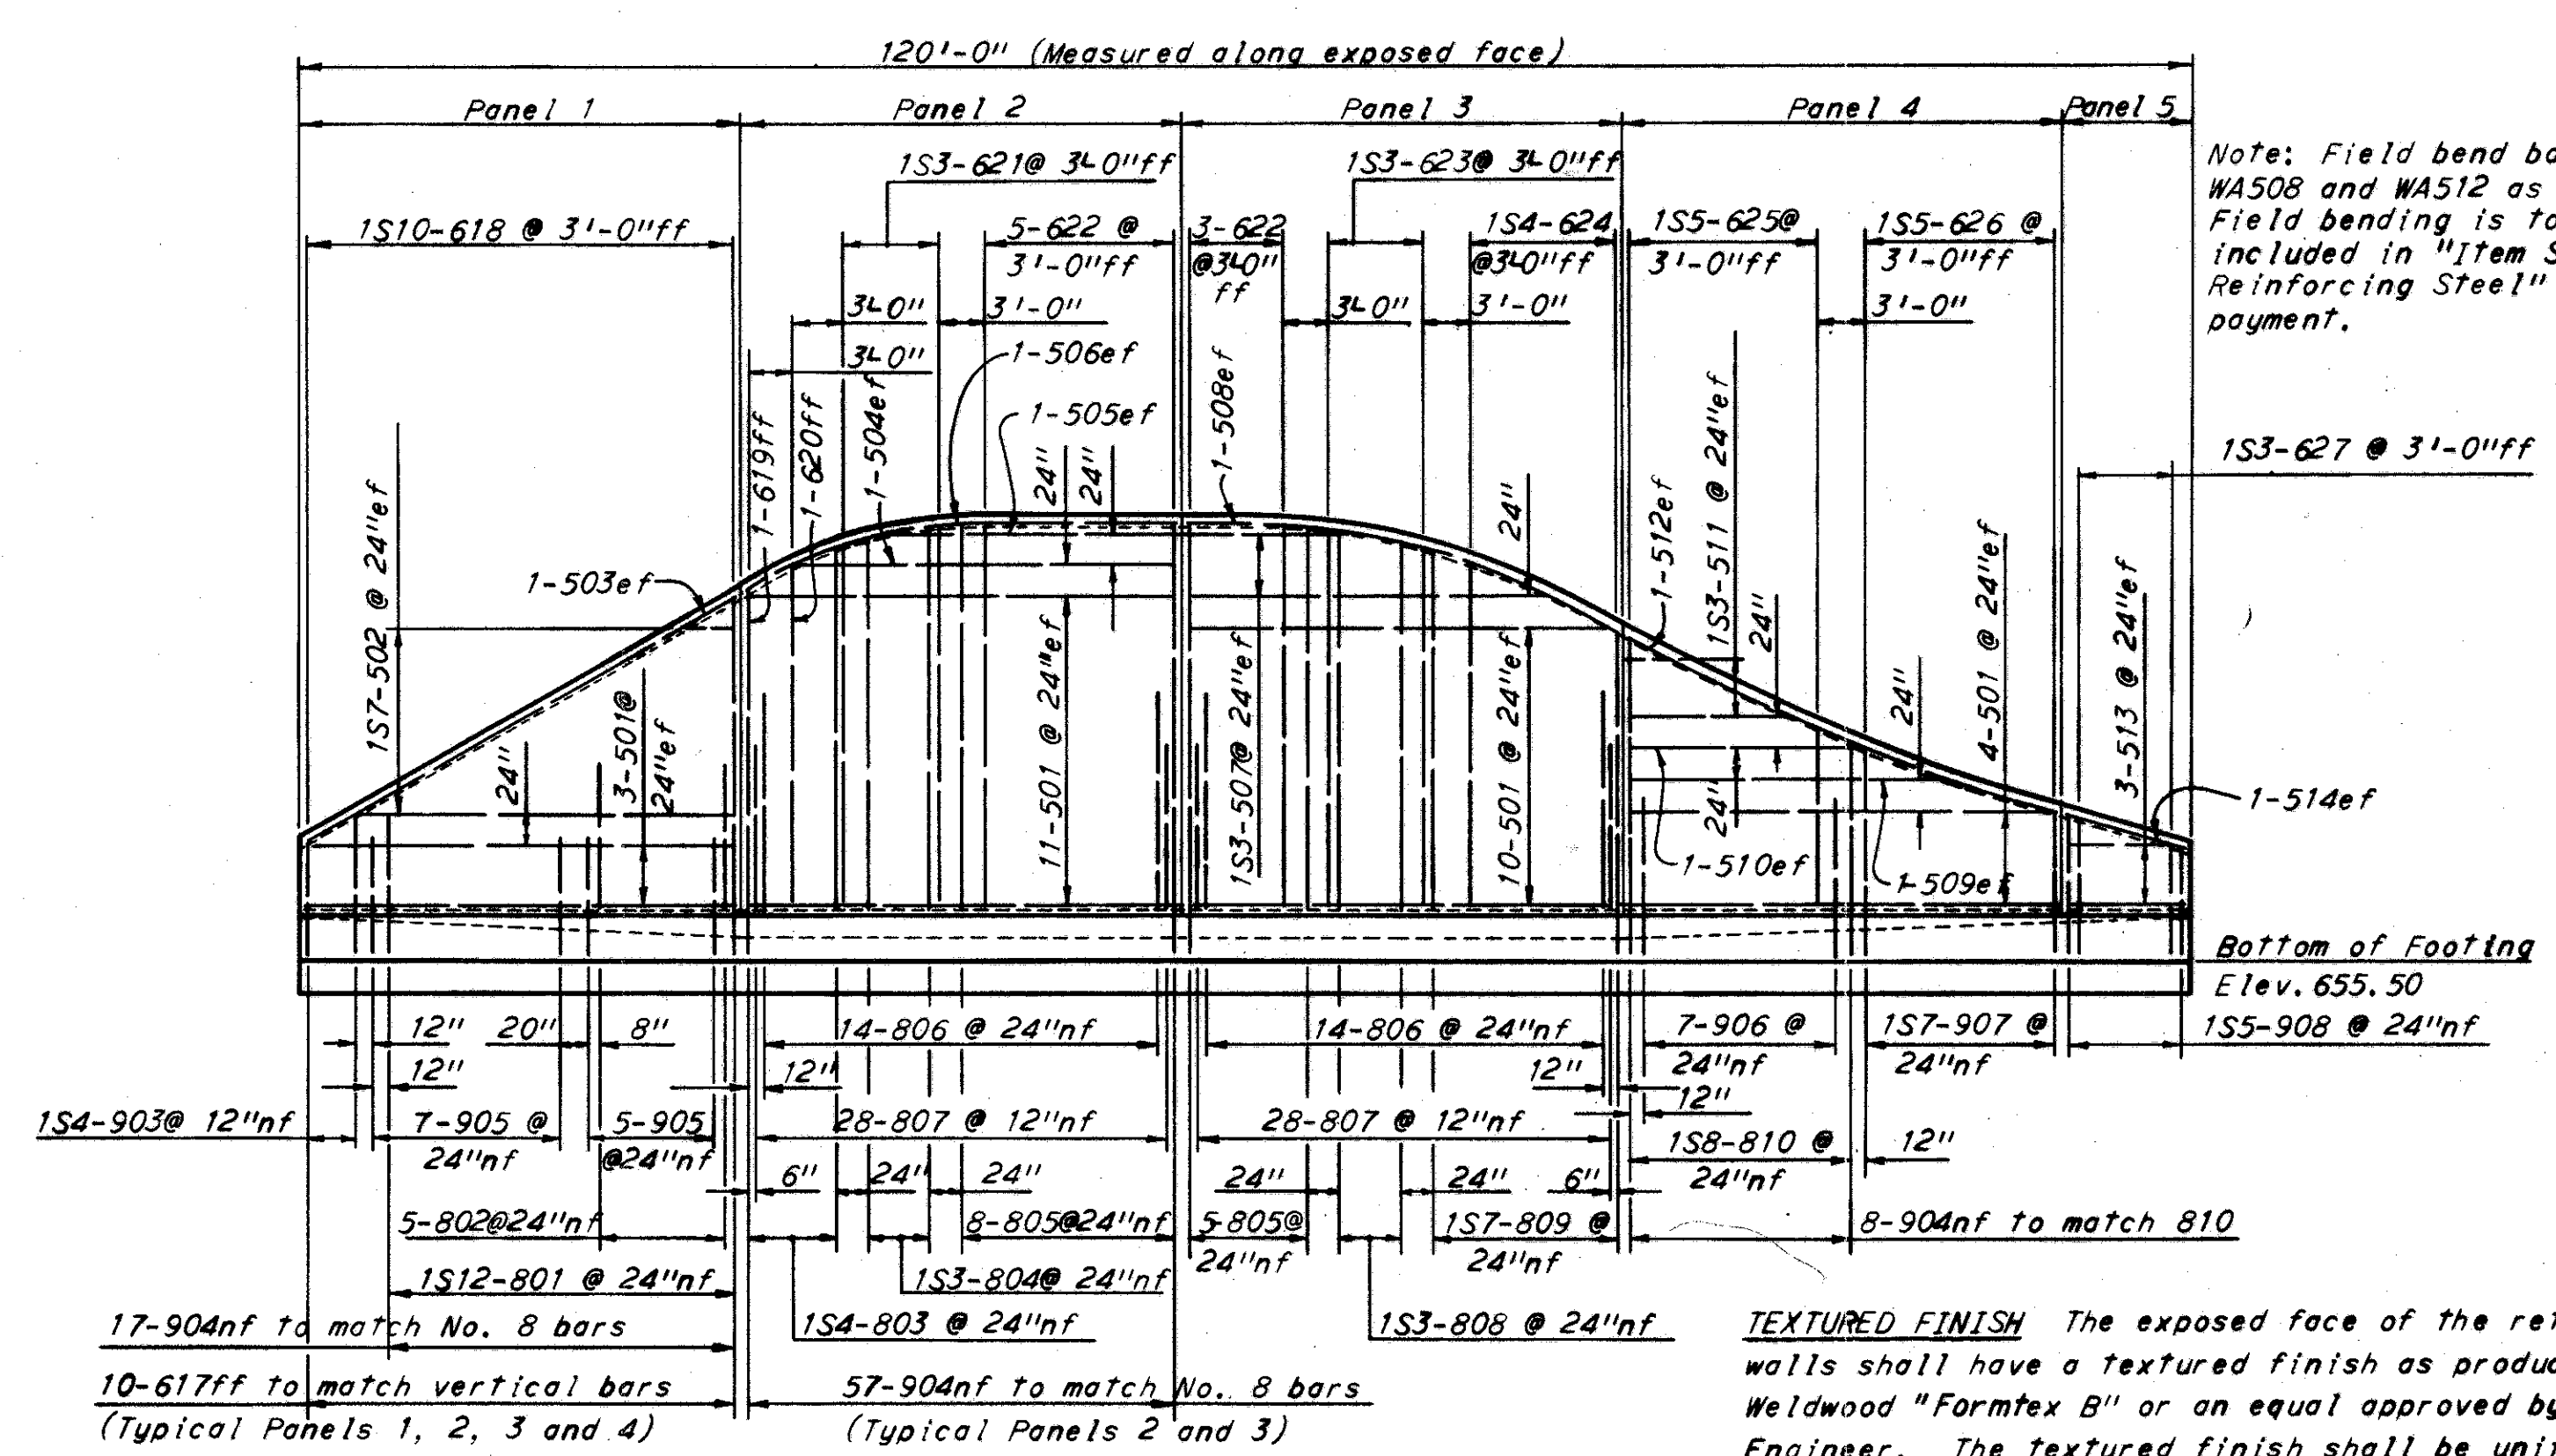 120'-0" (Measured along exposed face)
Panel 1
Panel 2
Panel 3
Panel 4
Panel 5
1S3-621@ 3'-0"ff
1S3-623@ 3'-0"ff
1S10-618 @ 3'-0"ff
5-622 @
3'-0"ff
3-622
@3'-0"
ff
1S4-624
@3'-0"ff
1S5-625@
3'-0"ff
1S5-626 @
3'-0"ff
Note: Field bend
WA508 and WA512 as
Field bending is
included in "Item
Reinforcing Steel"
payment.
3'-0"
3'-0"
3'-0"
3'-0"
3'-0"
3'-0"
1-506ef
1-505ef
1-508ef
1-619ff
1-620ff
1-504ef
24"
24"
1S7-502 @ 24"ef
1-503ef
24"
3-501@
24"ef
11-501 @ 24"ef
1S3-507@ 24"ef
24"
10-501 @ 24"ef
1-512ef
1S3-511 @ 24"ef
24"
24"
24"
4-501 @ 24"ef
1S3-627 @ 3'-0"ff
3-513 @ 24"ef
1-514ef
1-510ef
1-509ef
Bottom of Footing
Elev. 655.50
12"
20"
8"
14-806 @ 24"nf
14-806 @ 24"nf
7-906 @
24"nf
1S7-907 @
24"nf
1S5-908 @ 24"nf
12"
12"
12"
12"
1S4-903@ 12"nf
7-905 @
24"nf
5-905
@24"nf
28-807 @ 12"nf
28-807 @ 12"nf
1S8-810 @
24"nf
12"
6"
24"
24"
24"
24"
6"
5-802@24"nf
8-805@24"nf
5-805@
24"nf
1S7-809 @
24"nf
8-904nf to match 810
1S12-801 @ 24"nf
1S3-804@ 24"nf
17-904nf to match No. 8 bars
1S4-803 @ 24"nf
1S3-808 @ 24"nf
10-617ff to match vertical bars
(Typical Panels 1, 2, 3 and 4)
57-904nf to match No. 8 bars
(Typical Panels 2 and 3)
TEXTURED FINISH The exposed face of the
walls shall have a textured finish as
Weldwood "Formtex B" or an equal approved by
Engineer. The textured finish shall be